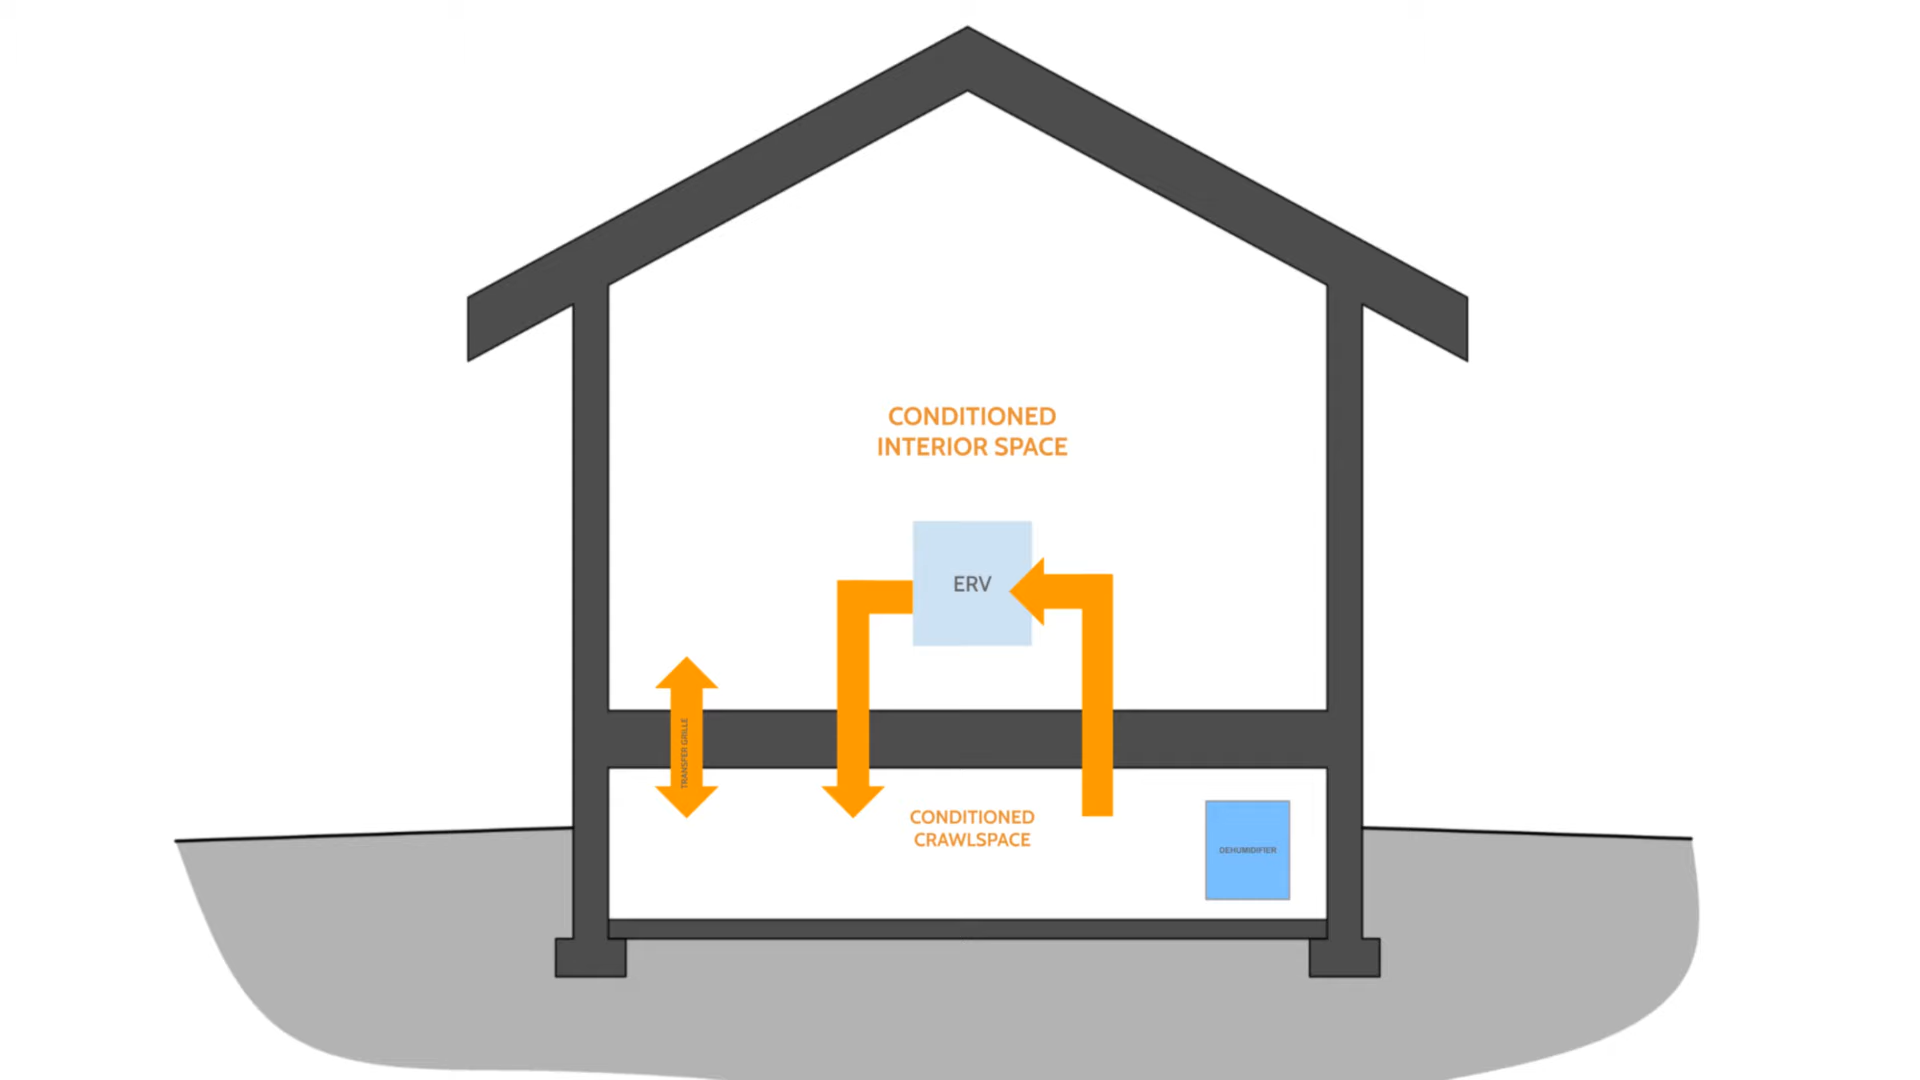 CONDITIONED
INTERIOR SPACE
ERV
TRANSFER GRILLE
CONDITIONED
CRAWLSPACE
DEHUMIDIFIER